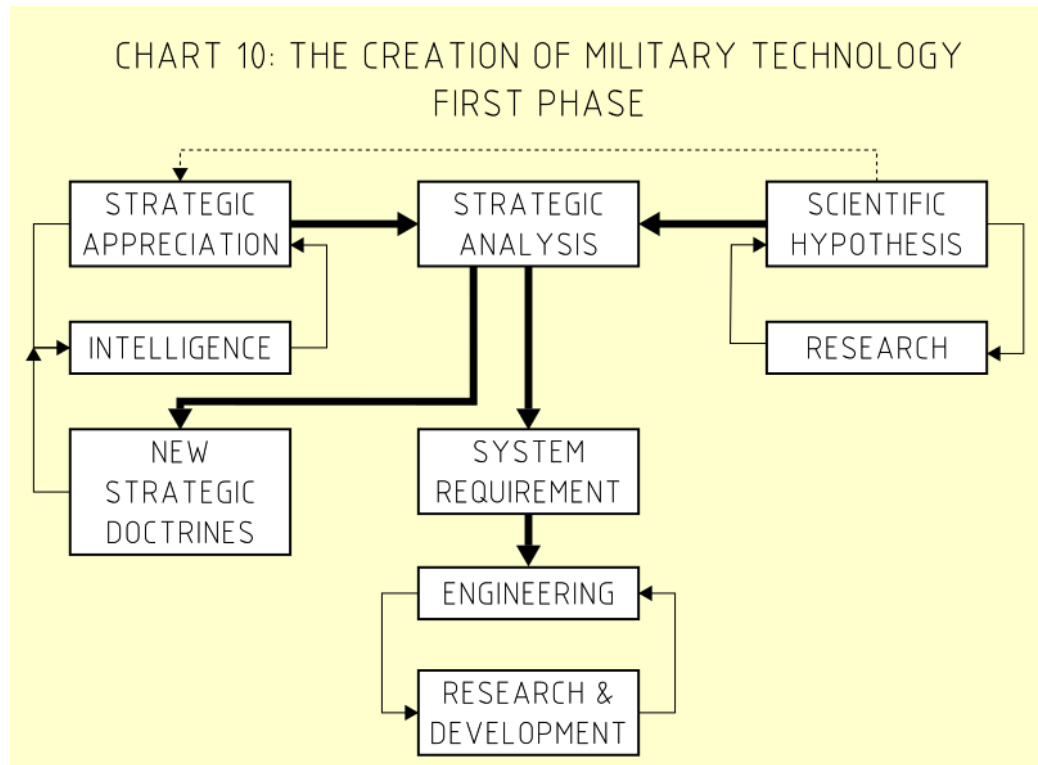 CHART 10: THE CREATION OF MILITARY TECHNOLOGY
FIRST PHASE
STRATEGIC
APPRECIATION
STRATEGIC
ANALYSIS
SCIENTIFIC
HYPOTHESIS
INTELLIGENCE
RESEARCH
NEW
STRATEGIC
DOCTRINES
SYSTEM
REQUIREMENT
ENGINEERING
RESEARCH &
DEVELOPMENT